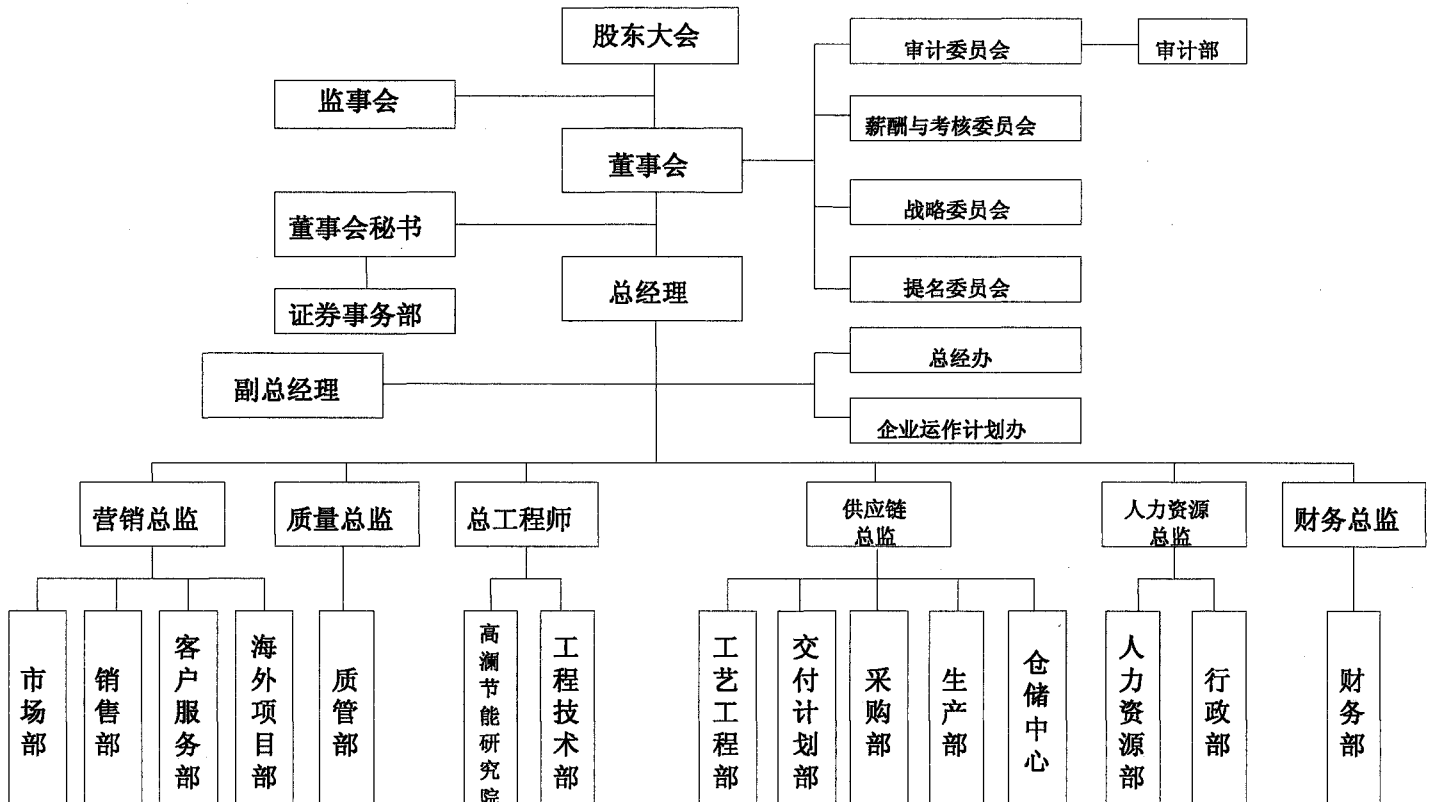 股东大会
审计委员会
审计部
监事会
薪酬与考核委员会
董事会
战略委员会
董事会秘书
总经理
提名委员会
证券事务部
总经办
副总经理
企业运作计划办
营销总监
质量总监
总工程师
供应链
总监
人力资源
总监
财务总监
市场部
销售部
客户服务部
海外项目部
质管部
高澜节能研究院
工程技术部
工艺工程部
交付计划部
采购部
生产部
仓储中心
人力资源部
行政部
财务部